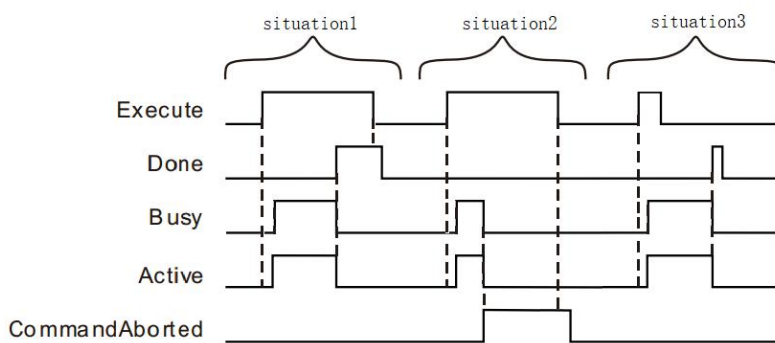 situation1 situation2 situation3
Execute
Done
Busy
Active
CommandAborted